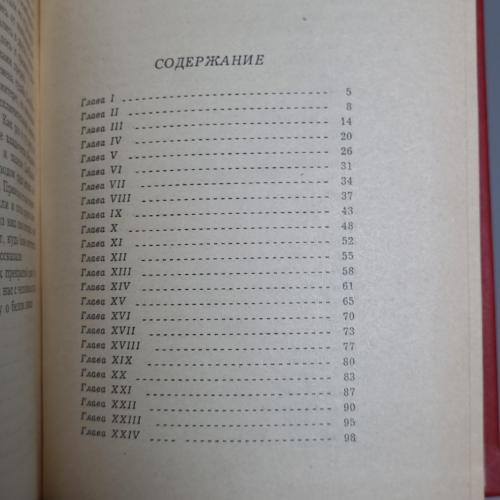 СОДЕРЖАНИЕ
Глава I 5
Глава II 8
Глава III 14
Глава IV 20
Глава V 26
Глава VI 31
Глава VII 34
Глава VIII 37
Глава IX 43
Глава X 48
Глава XI 52
Глава XII 55
Глава XIII 58
Глава XIV 61
Глава XV 65
Глава XVI 70
Глава XVII 73
Глава XVIII 77
Глава XIX 80
Глава XX 83
Глава XXI 87
Глава XXII 90
Глава XXIII 95
Глава XXIV 98